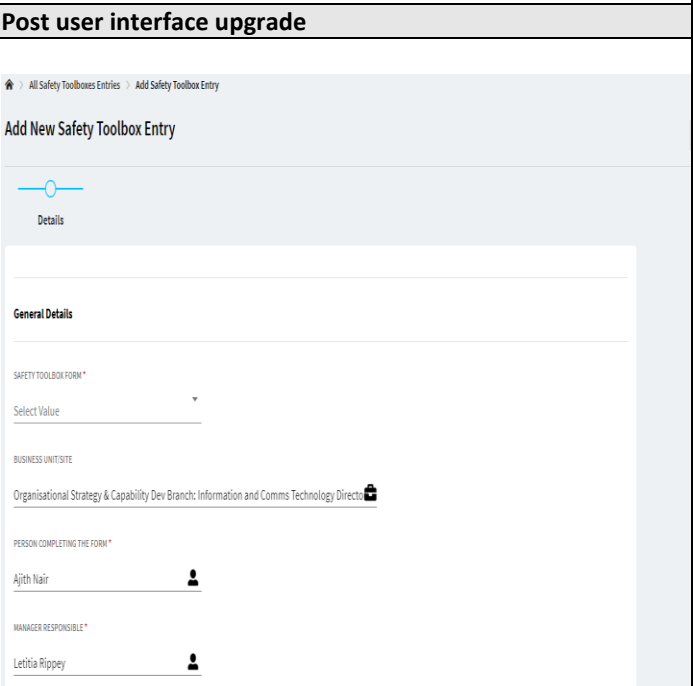 Post user interface upgrade
All Safety Toolboxes Entries > Add Safety Toolbox Entry
Add New Safety Toolbox Entry
Details
General Details
SAFETY TOOLBOX FORM *
Select Value
BUSINESS UNIT/SITE
Organisational Strategy & Capability Dev Branch: Information and Comms Technology Directo
PERSON COMPLETING THE FORM *
Ajith Nair
MANAGER RESPONSIBLE *
Letitia Rippey